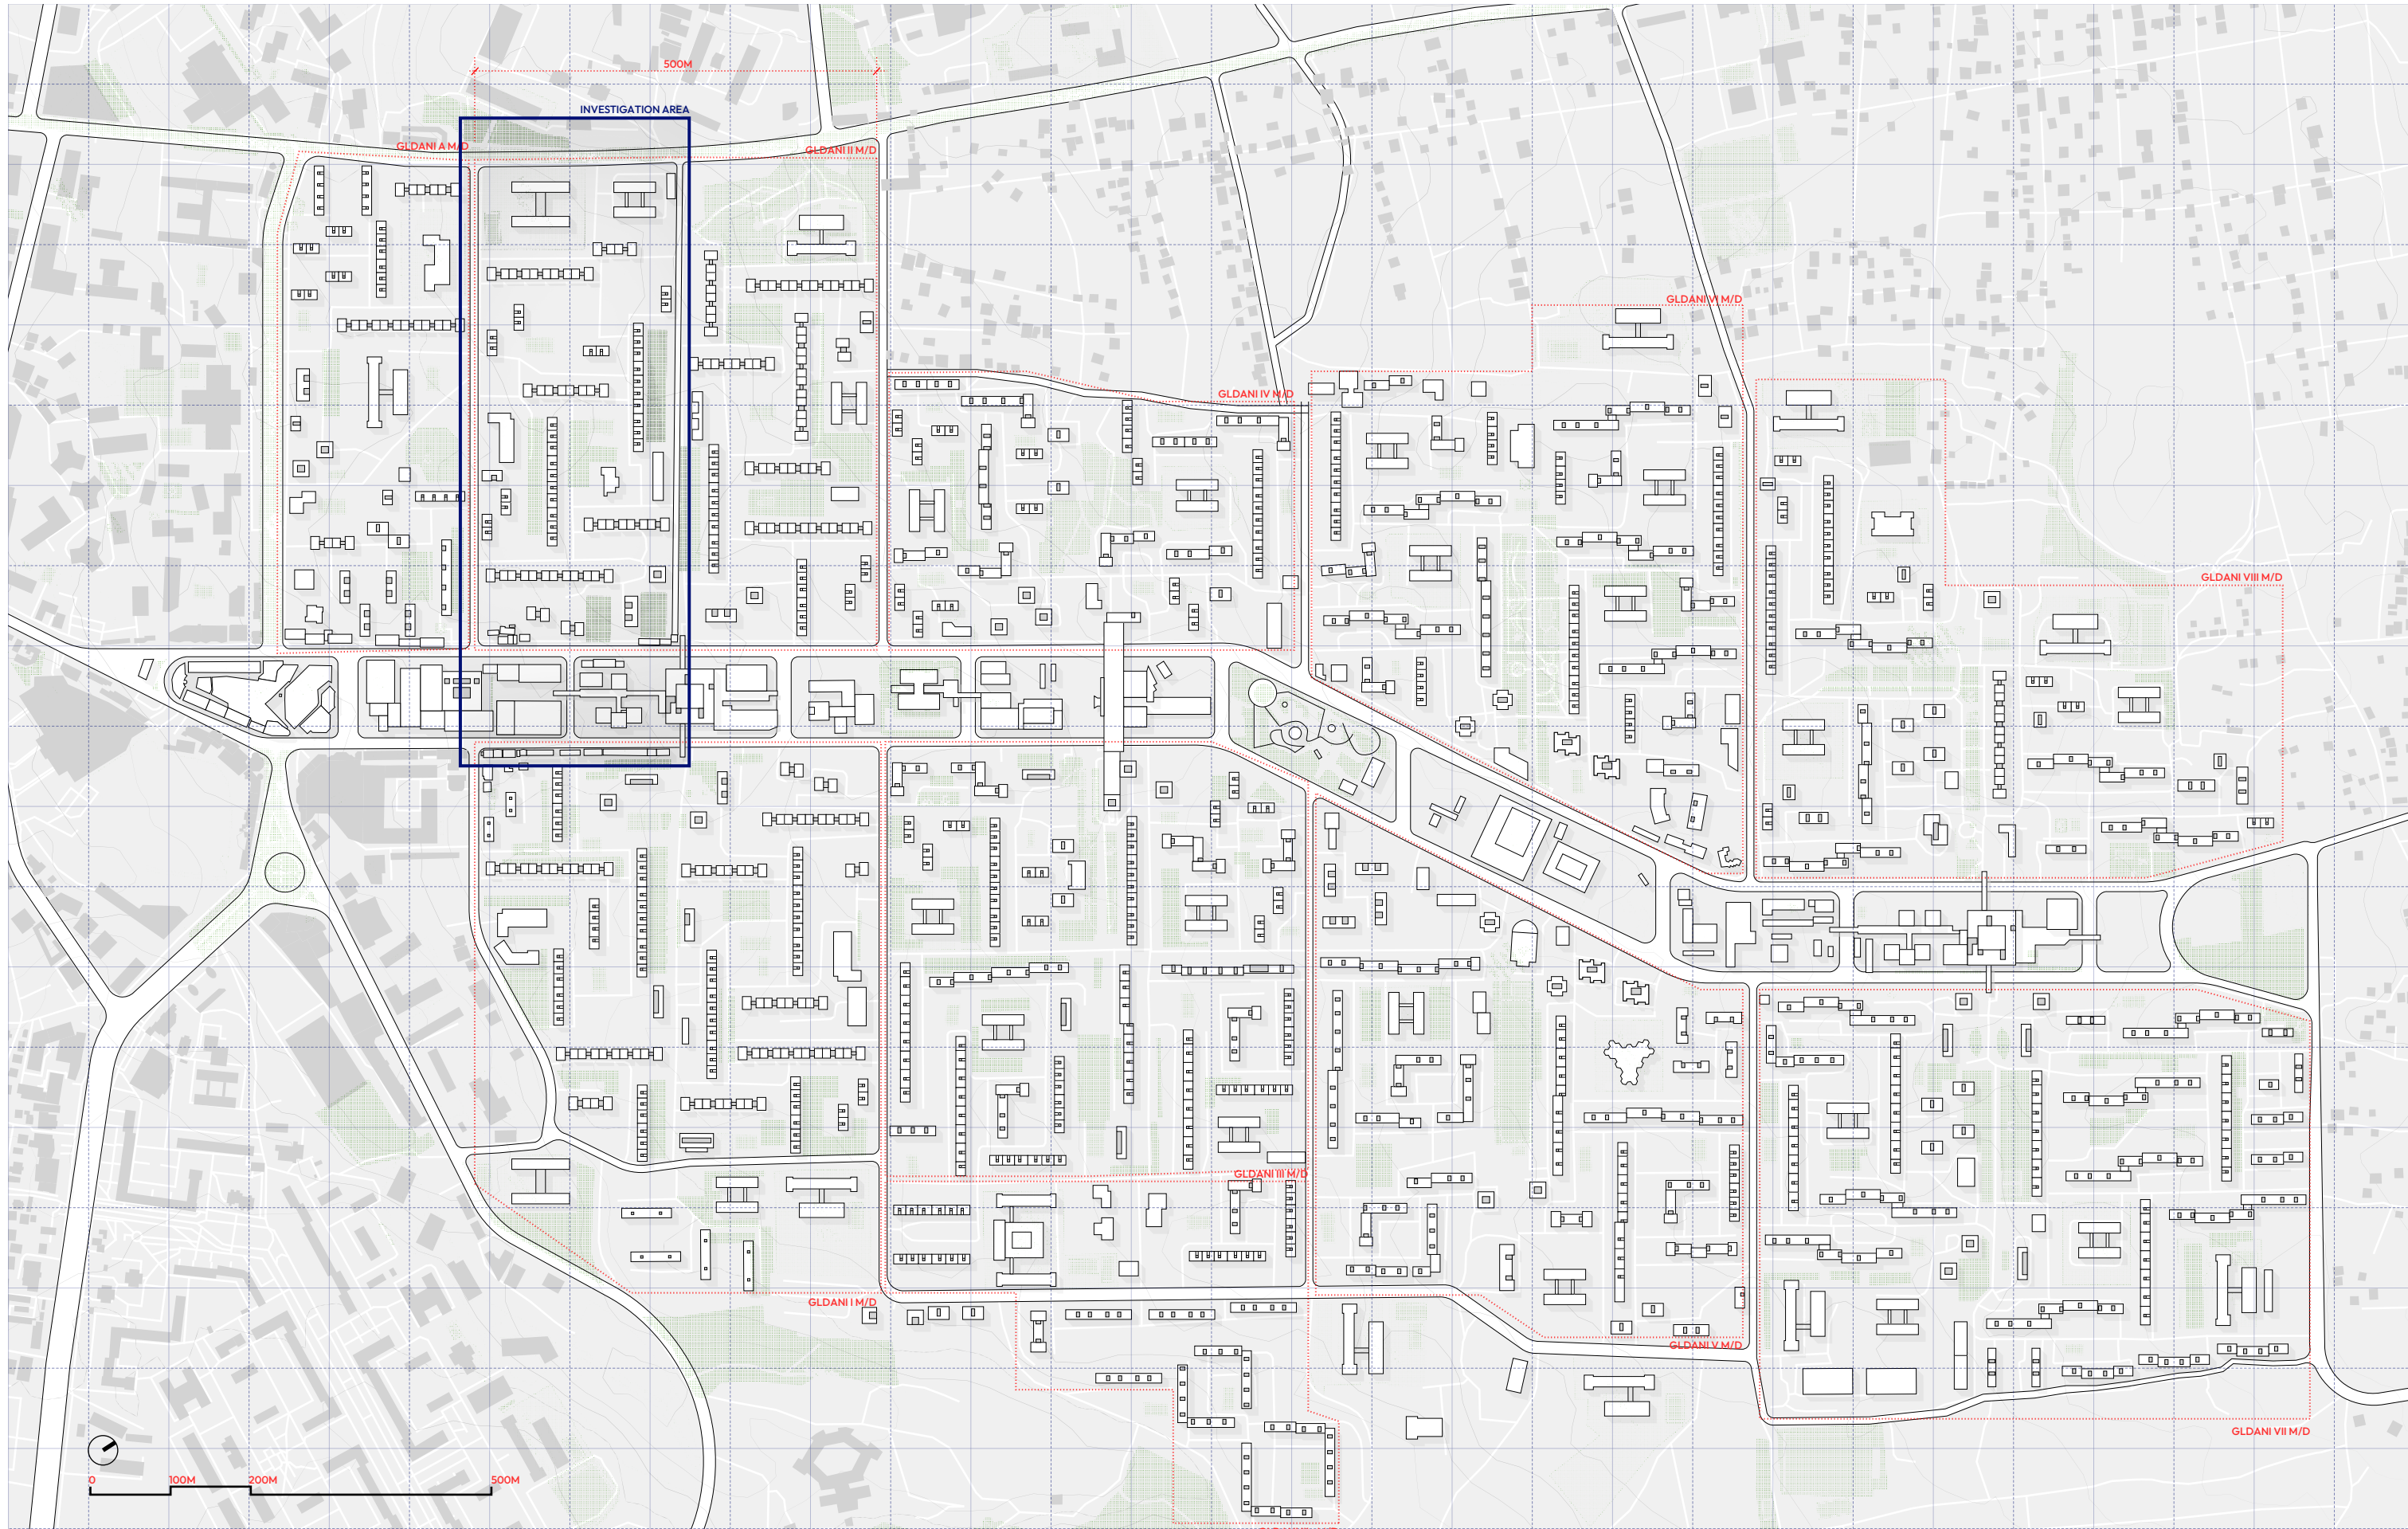 500M
INVESTIGATION AREA
GLDANI A M/D
GLDANI II M/D
GLDANI VI M/D
GLDANI IV M/D
GLDANI VIII M/D
GLDANI III M/D
GLDANI I M/D
GLDANI V M/D
GLDANI VII M/D
0 100M 200M 500M